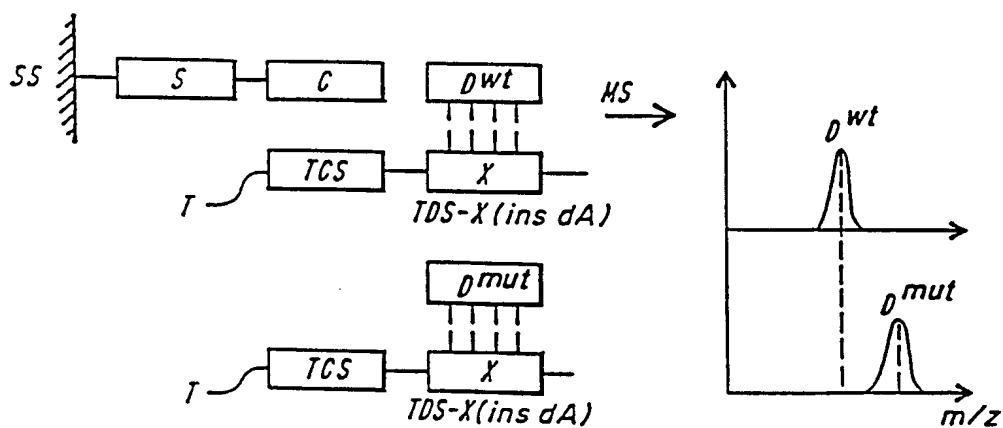 SS
S
C
D wt
MS
D wt
T
TCS
X
TDS-X(ins dA)
D mut
D mut
T
TCS
X
TDS-X(ins dA)
m/z